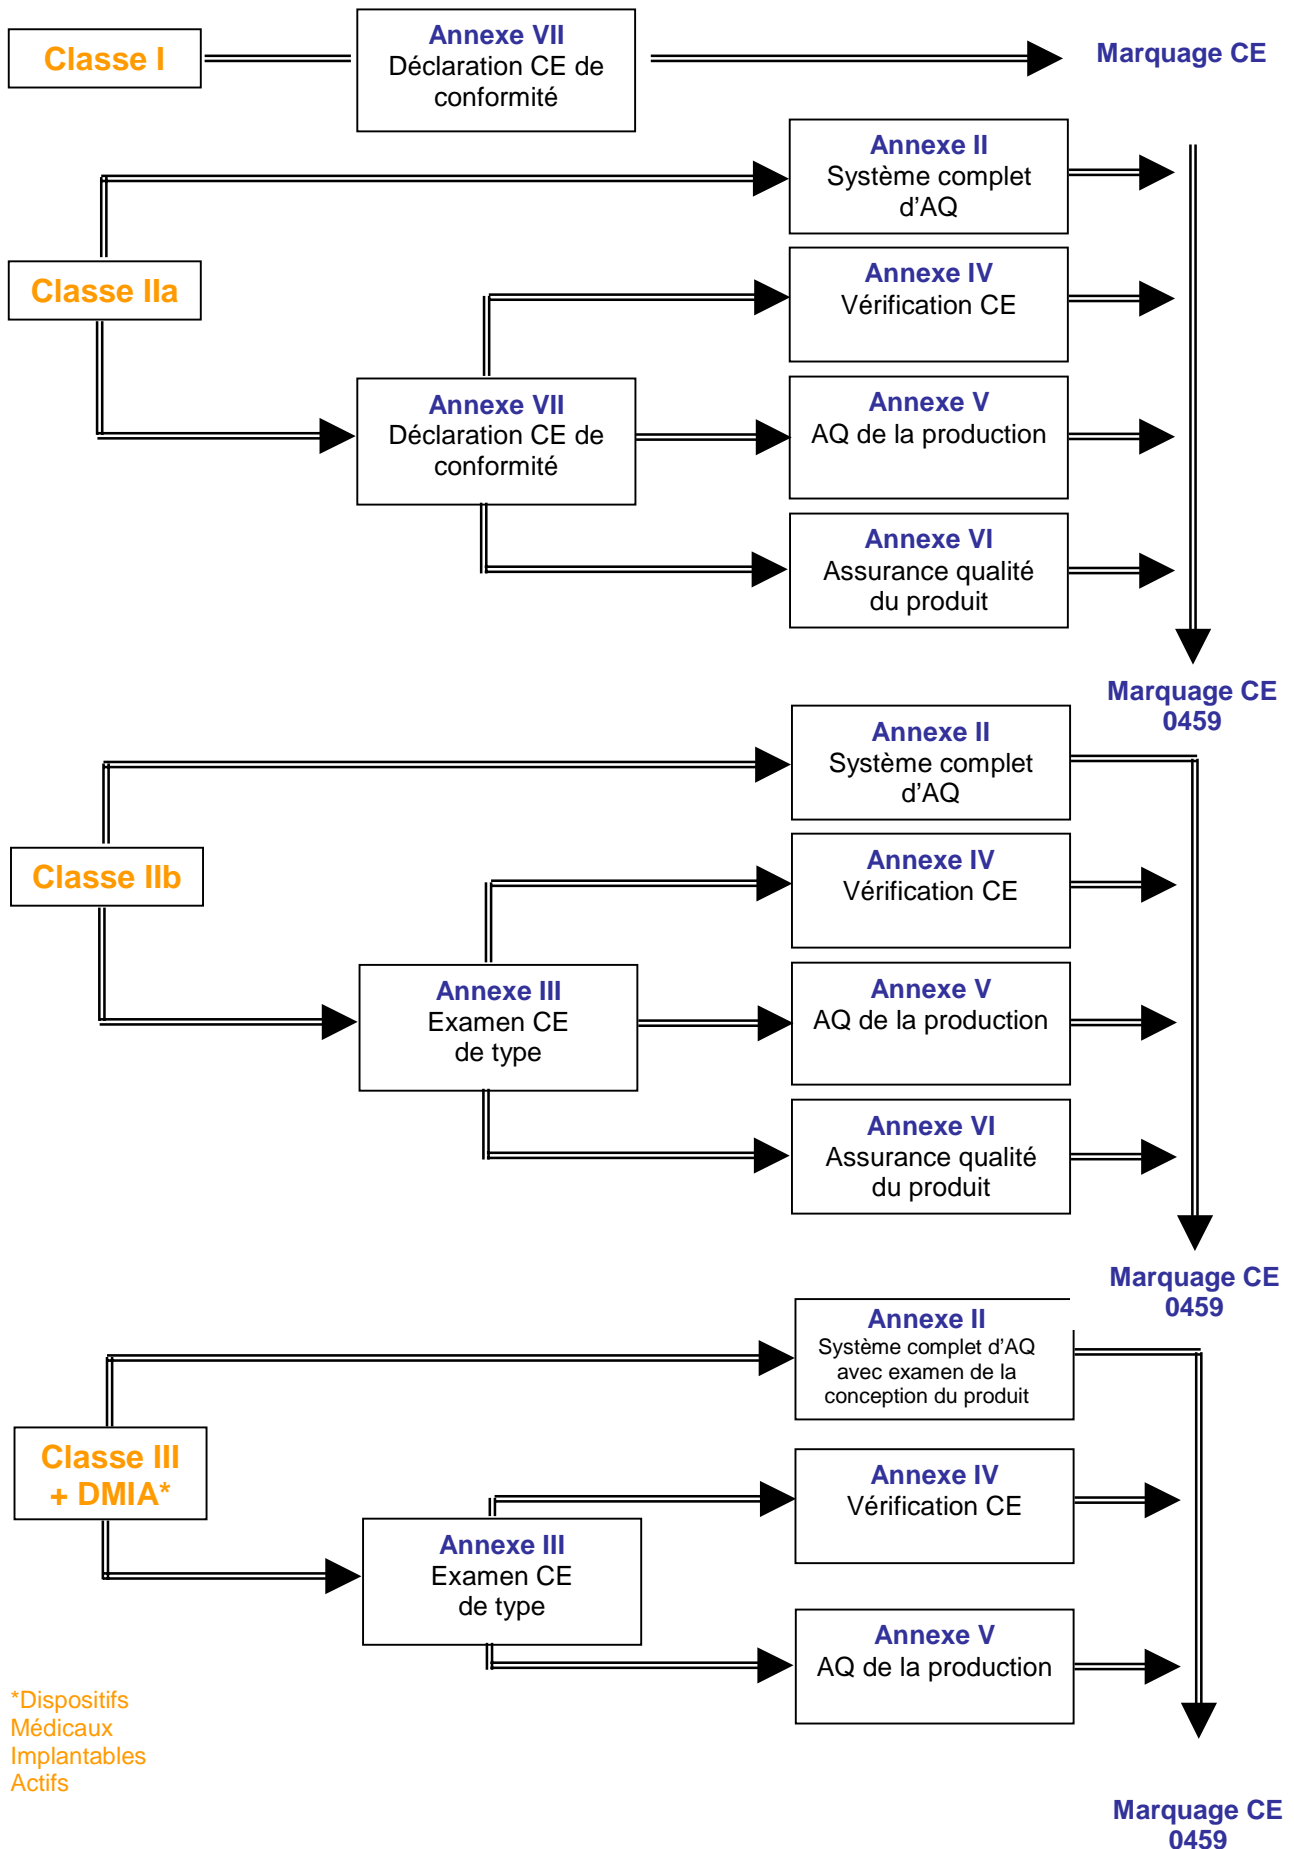 Classe I
Annexe VII
Déclaration CE de
conformité
Marquage CE
Annexe II
Système complet
d'AQ
Classe IIa
Annexe IV
Vérification CE
Annexe VII
Déclaration CE de
conformité
Annexe V
AQ de la production
Annexe VI
Assurance qualité
du produit
Marquage CE
0459
Annexe II
Système complet
d'AQ
Classe IIb
Annexe IV
Vérification CE
Annexe III
Examen CE
de type
Annexe V
AQ de la production
Annexe VI
Assurance qualité
du produit
Marquage CE
0459
Annexe II
Système complet d'AQ
avec examen de la
conception du produit
Classe III
+ DMIA*
Annexe IV
Vérification CE
Annexe III
Examen CE
de type
Annexe V
AQ de la production
*Dispositifs
Médicaux
Implantables
Actifs
Marquage CE
0459